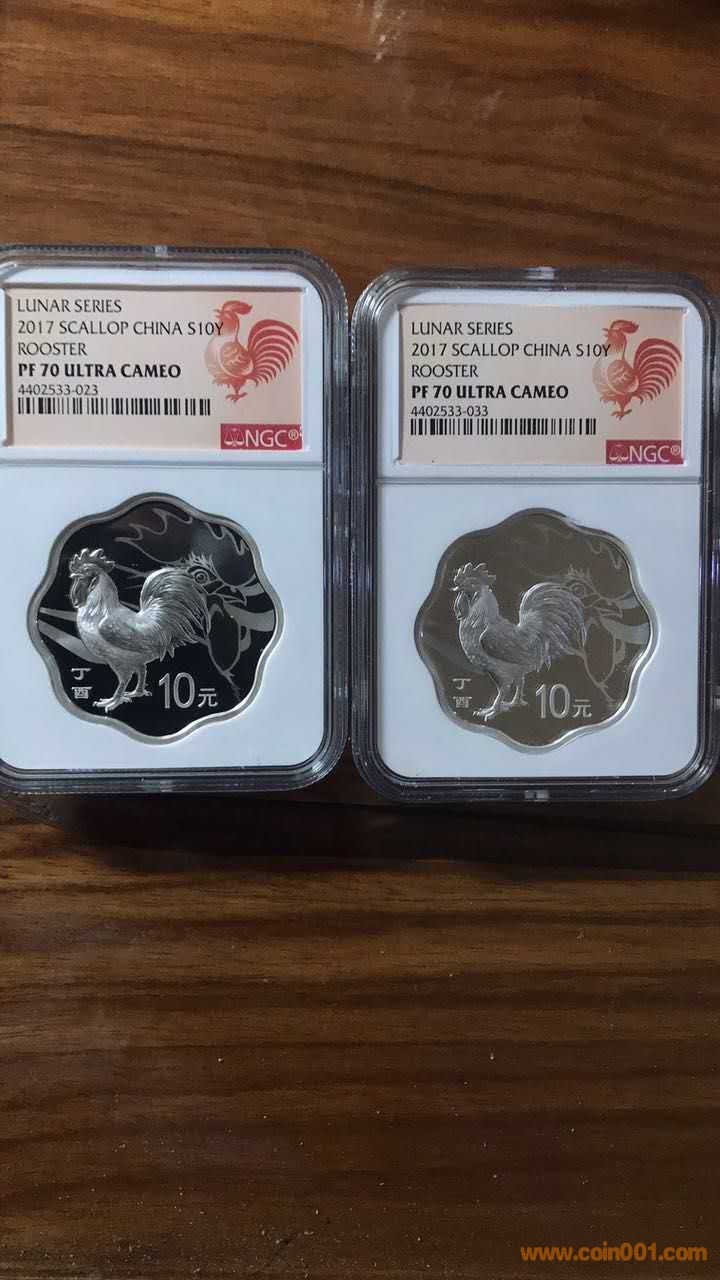 LUNAR SERIES
2017 SCALLOP CHINA S10Y
ROOSTER
PF 70 ULTRA CAMEO
4402533-023
NGC®
丁
酉
10元
LUNAR SERIES
2017 SCALLOP CHINA S10Y
ROOSTER
PF 70 ULTRA CAMEO
4402533-033
NGC®
丁
酉
10元
www.coin001.com